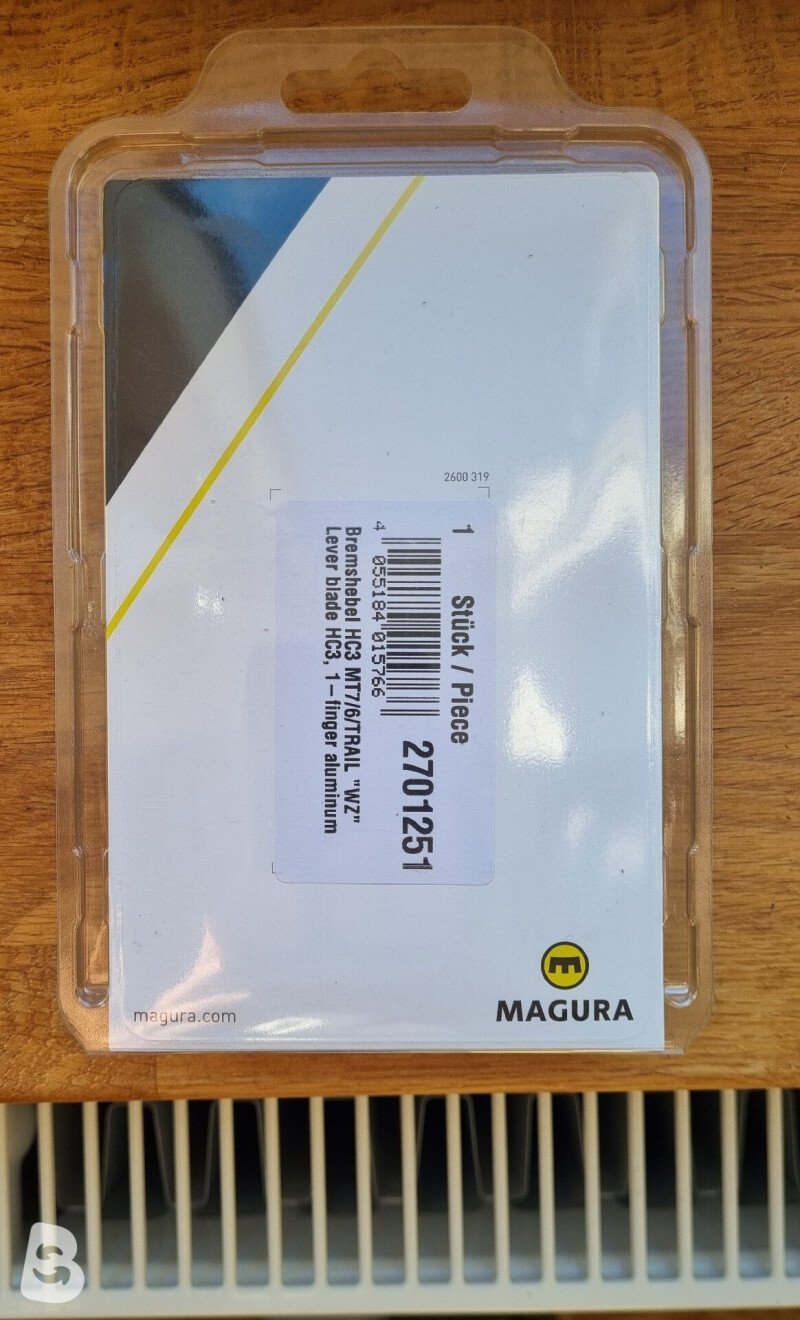 2600 319
1 Stück / Piece
4 055184 015766
2701251
Bremshebel HC3 MT7/6/TRAIL "WZ"
Lever blade HC3, 1-finger aluminum
magura.com
MAGURA